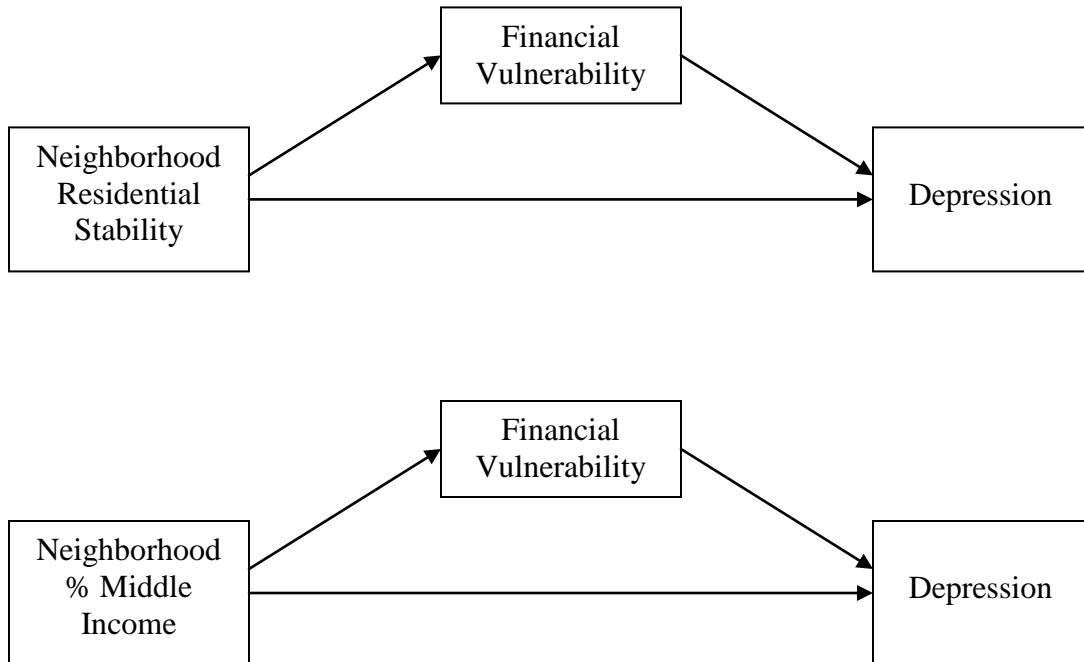 Financial
Vulnerability
Neighborhood
Residential
Stability
Depression
Financial
Vulnerability
Neighborhood
% Middle
Income
Depression